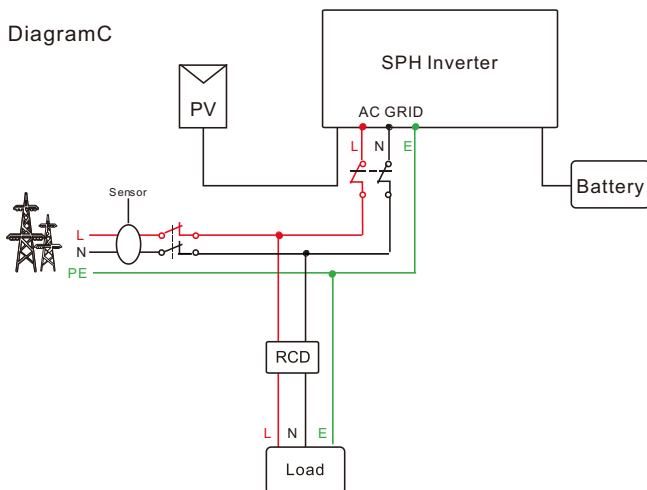 DiagramC
SPH Inverter
PV
AC GRID
L N E
Battery
Sensor
L
N
PE
RCD
L N E
Load